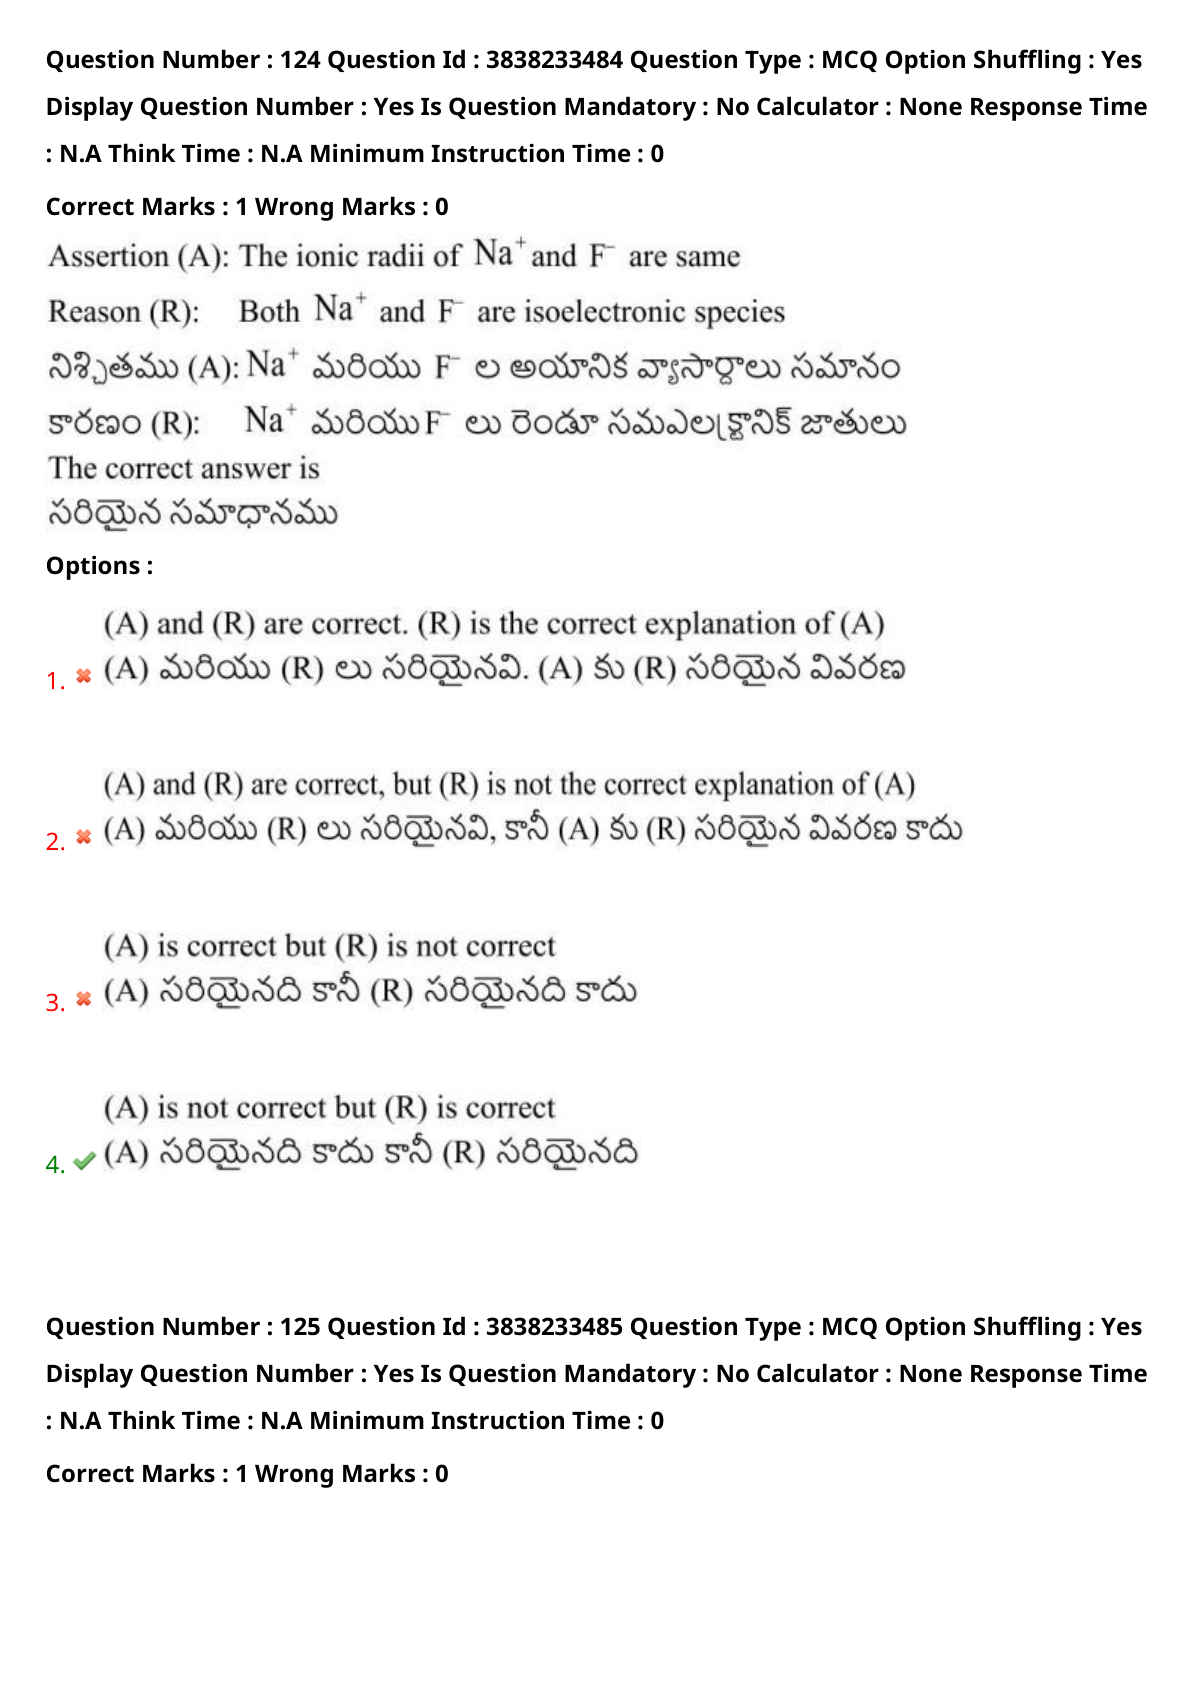 Question Number : 124 Question Id : 3838233484 Question Type : MCQ Option Shuffling : Yes
Display Question Number : Yes Is Question Mandatory : No Calculator : None Response Time
: N.A Think Time : N.A Minimum Instruction Time : 0
Correct Marks : 1 Wrong Marks : 0
Assertion (A): The ionic radii of Na⁺ and F⁻ are same
Reason (R): Both Na⁺ and F⁻ are isoelectronic species
నిశ్చితము (A): Na⁺ మరియు F⁻ ల అయానిక వ్యాసార్దాలు సమానం
కారణం (R): Na⁺ మరియు F⁻ లు రెండూ సమఎలక్ట్రానిక్ జాతులు
The correct answer is
సరియైన సమాధానము
Options :
(A) and (R) are correct. (R) is the correct explanation of (A)
1. (A) మరియు (R) లు సరియైనవి. (A) కు (R) సరియైన వివరణ
(A) and (R) are correct, but (R) is not the correct explanation of (A)
2. (A) మరియు (R) లు సరియైనవి, కానీ (A) కు (R) సరియైన వివరణ కాదు
(A) is correct but (R) is not correct
3. (A) సరియైనది కానీ (R) సరియైనది కాదు
(A) is not correct but (R) is correct
4. (A) సరియైనది కాదు కానీ (R) సరియైనది
Question Number : 125 Question Id : 3838233485 Question Type : MCQ Option Shuffling : Yes
Display Question Number : Yes Is Question Mandatory : No Calculator : None Response Time
: N.A Think Time : N.A Minimum Instruction Time : 0
Correct Marks : 1 Wrong Marks : 0